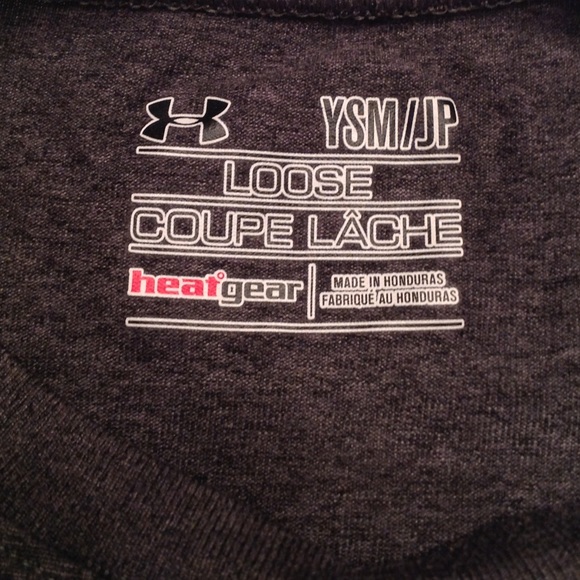 YSM/JP
LOOSE
COUPE LÂCHE
heatgear
MADE IN HONDURAS
FABRIQUÉ AU HONDURAS